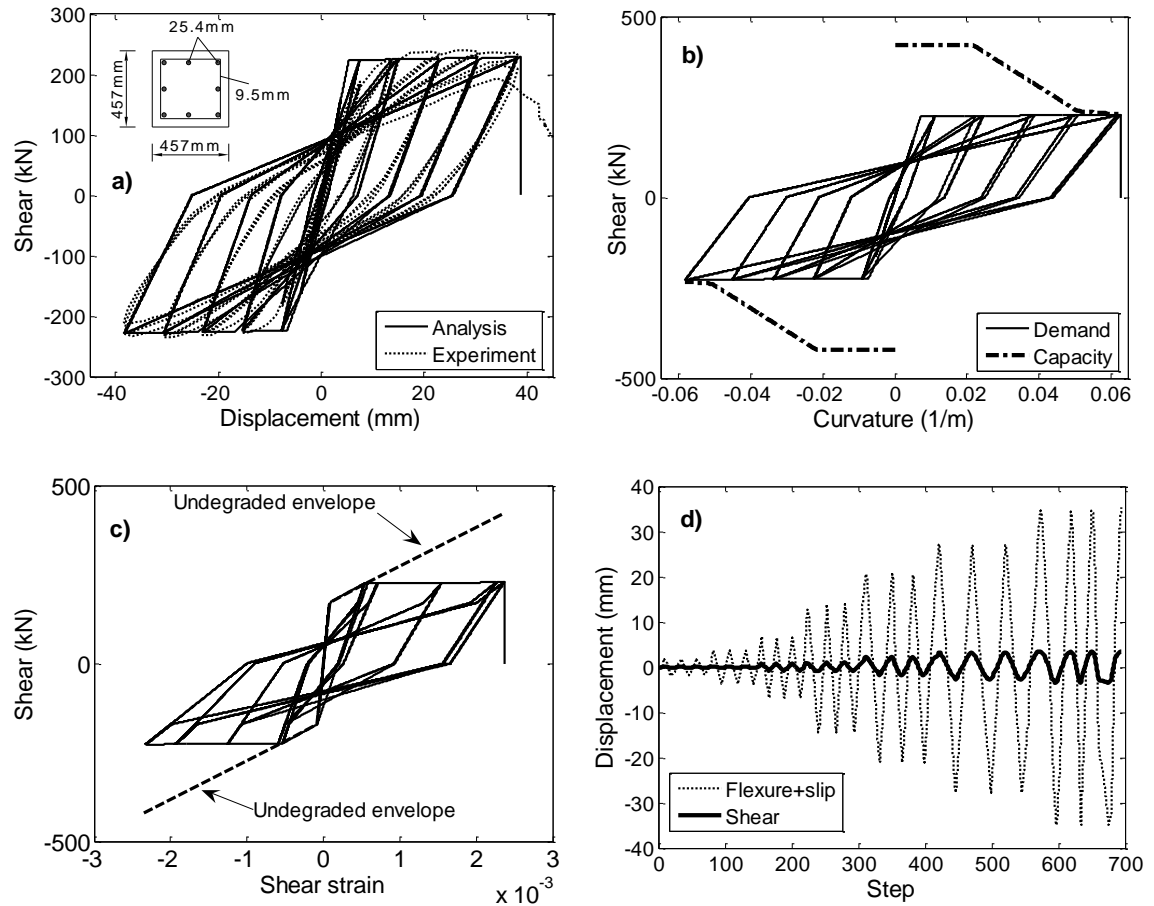 300
200
100
0
-100
-200
-300
-40
-20
0
20
40
Shear (kN)
Displacement (mm)
a)
25.4mm
9.5mm
457mm
457mm
Analysis
Experiment
500
0
-500
-0.06
-0.04
-0.02
0
0.02
0.04
0.06
Shear (kN)
Curvature (1/m)
b)
Demand
Capacity
500
0
-500
-3
-2
-1
0
1
2
3
x 10-3
Shear (kN)
Shear strain
c)
Undegraded envelope
Undegraded envelope
40
30
20
10
0
-10
-20
-30
-40
0
100
200
300
400
500
600
700
Displacement (mm)
Step
d)
Flexure+slip
Shear